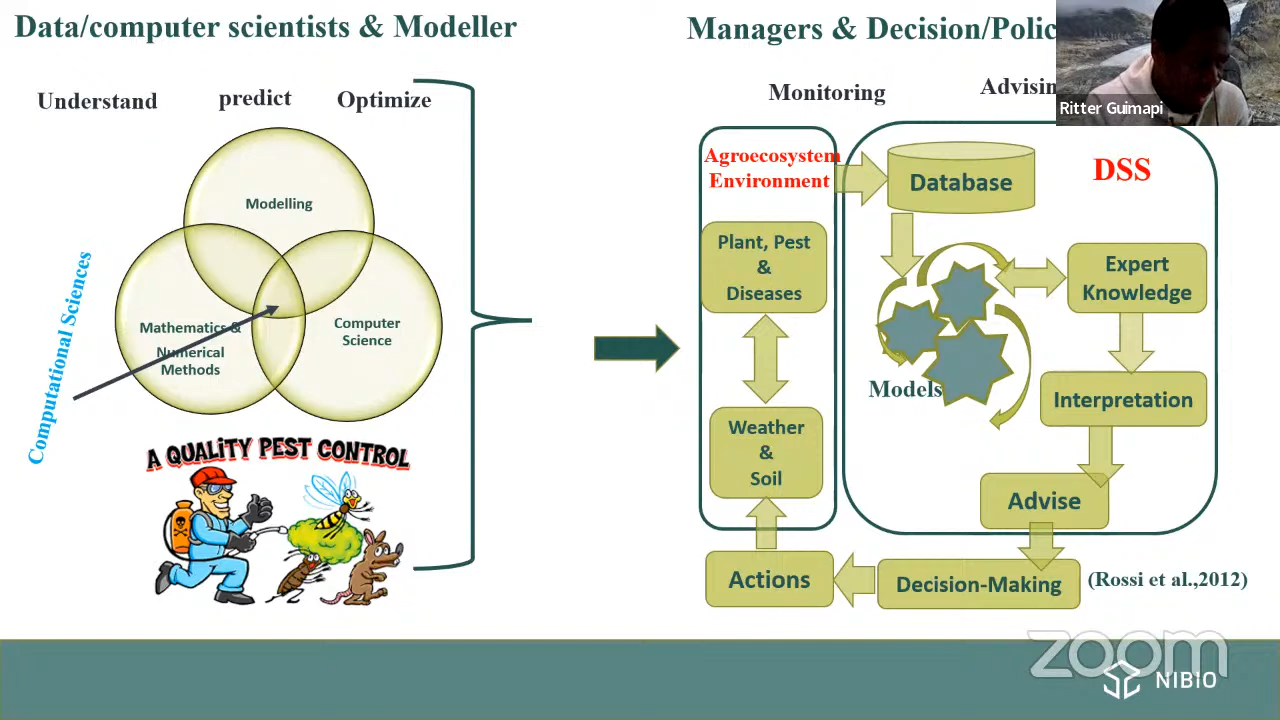 Data/computer scientists & Modeller
Managers & Decision/Polic
Understand
predict
Optimize
Monitoring
Advisin
Ritter Guimapi
Modelling
Mathematics &
Numerical
Methods
Computer
Science
Computational Sciences
A QUALITY PEST CONTROL
Agroecosystem
Environment
Plant, Pest
&
Diseases
Weather
&
Soil
Actions
Database
DSS
Expert
Knowledge
Models
Interpretation
Advise
Decision-Making
(Rossi et al.,2012)
zoom
NIBIO